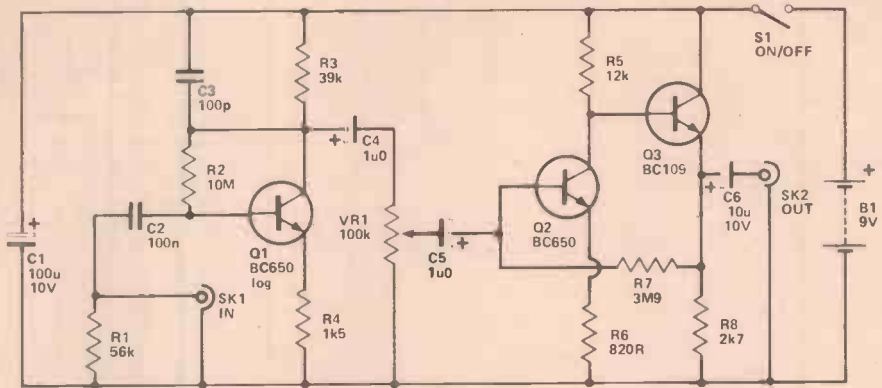 S1
ON/OFF
R3
39k
R5
12k
C3
100p
+
C4
1u0
Q3
BC109
R2
10M
+
C6
10u
10V
SK2
OUT
+
B1
9V
Q2
BC650
VR1
100k
+
C5
1u0
C2
100n
Q1
BC650
log
+
C1
100u
10V
SK1
IN
R7
3M9
R4
1k5
R1
56k
R6
820R
R8
2k7